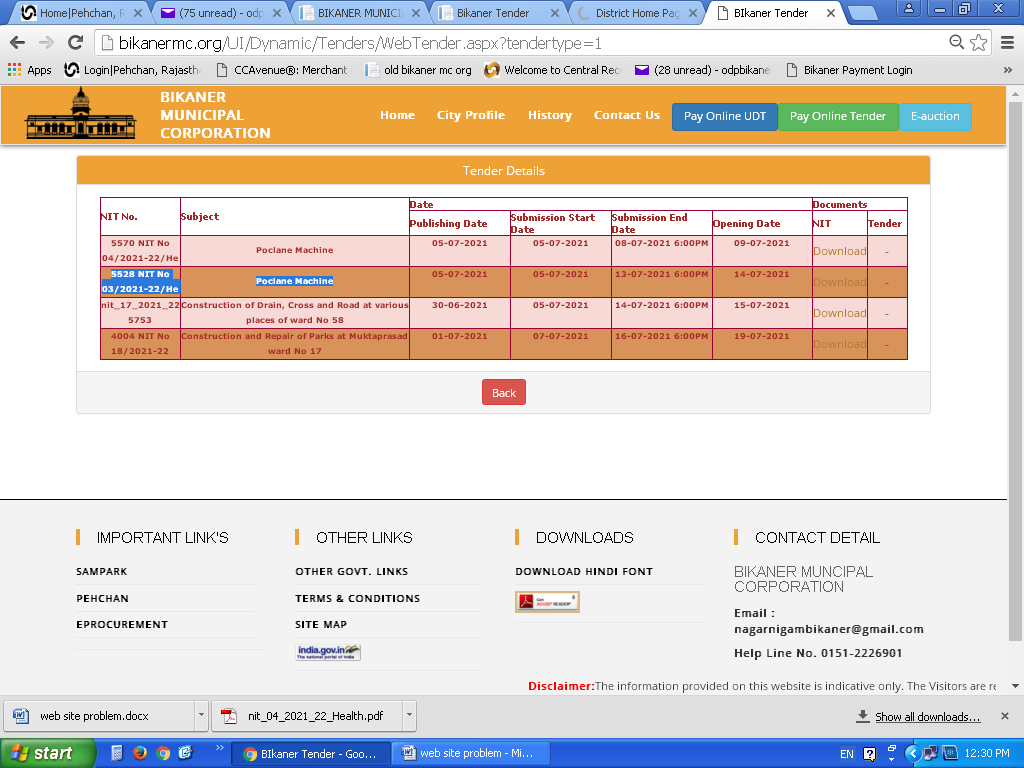 Home|Pehchan, R
(75 unread) - odp
BIKANER MUNICI
Bikaner Tender
District Home Pag
BIkaner Tender
bikanermc.org/UI/Dynamic/Tenders/WebTender.aspx?tendertype=1
Apps
Login|Pehchan, Rajasth
CCAvenue®: Merchant
old bikaner mc org
Welcome to Central Rec
(28 unread) - odpbikane
Bikaner Payment Login
»
BIKANER
MUNICIPAL
CORPORATION
Home
City Profile
History
Contact Us
Pay Online UDT
Pay Online Tender
E-auction
Tender Details
NIT No.
Subject
Date
Documents
Publishing Date
Submission Start
Date
Submission End
Date
Opening Date
NIT
Tender
5570 NIT No
04/2021-22/He
Poclane Machine
05-07-2021
05-07-2021
08-07-2021 6:00PM
09-07-2021
Download
-
5528 NIT No
03/2021-22/He
Poclane Machine
05-07-2021
05-07-2021
13-07-2021 6:00PM
14-07-2021
Download
-
nit_17_2021_22
5753
Construction of Drain, Cross and Road at various
places of ward No 58
30-06-2021
05-07-2021
14-07-2021 6:00PM
15-07-2021
Download
-
4004 NIT No
18/2021-22
Construction and Repair of Parks at Muktaprasad
ward No 17
01-07-2021
07-07-2021
16-07-2021 6:00PM
19-07-2021
Download
-
Back
IMPORTANT LINK'S
SAMPARK
PEHCHAN
EPROCUREMENT
OTHER LINKS
OTHER GOVT. LINKS
TERMS & CONDITIONS
SITE MAP
india.gov.in
The national portal of India
DOWNLOADS
DOWNLOAD HINDI FONT
Get
ADOBE® READER®
CONTACT DETAIL
BIKANER MUNCIPAL
CORPORATION
Email :
nagarnigambikaner@gmail.com
Help Line No. 0151-2226901
Disclaimer:The information provided on this website is indicative only. The Visitors are re
web site problem.docx
nit_04_2021_22_Health.pdf
Show all downloads...
start
»
BIkaner Tender - Goo...
web site problem - Mi...
EN
12:30 PM